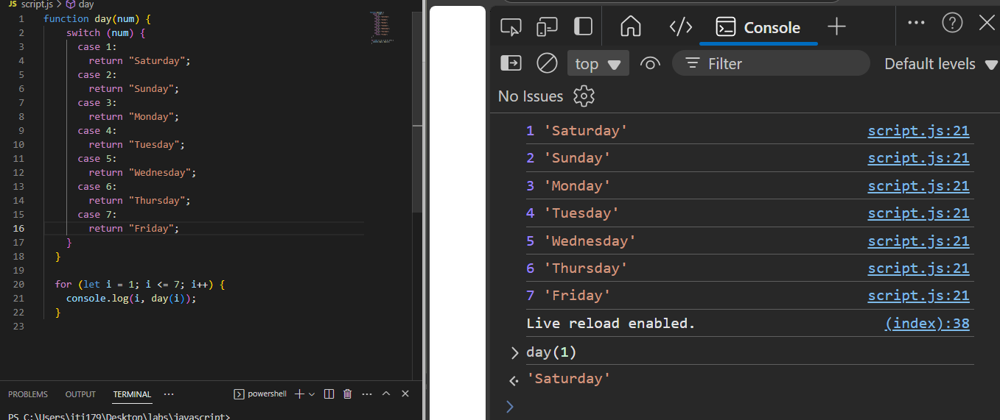 JS script.js > day
1 function day(num) {
2 switch (num) {
3 case 1:
4 return "Saturday";
5 case 2:
6 return "Sunday";
7 case 3:
8 return "Monday";
9 case 4:
10 return "Tuesday";
11 case 5:
12 return "Wednesday";
13 case 6:
14 return "Thursday";
15 case 7:
16 return "Friday";
17 }
18 }
19
20 for (let i = 1; i <= 7; i++) {
21 console.log(i, day(i));
22 }
23
PROBLEMS OUTPUT TERMINAL ... powershell
PS C:\Users\iti179\Desktop\labs\javascript>
Console
top Filter Default levels
No Issues
1 'Saturday' script.js:21
2 'Sunday' script.js:21
3 'Monday' script.js:21
4 'Tuesday' script.js:21
5 'Wednesday' script.js:21
6 'Thursday' script.js:21
7 'Friday' script.js:21
Live reload enabled. (index):38
> day(1)
'Saturday'
>